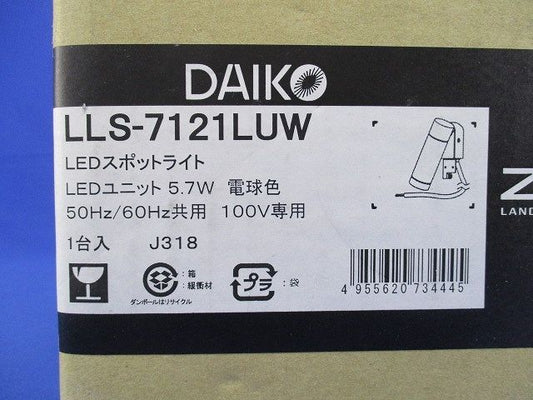 DAIKO
LLS-7121LUW
LEDスポットライト
LEDユニット 5.7W 電球色
50Hz/60Hz共用 100V専用
1台入 J318
：箱
：緩衝材
ダンボールはリサイクル
プラ
：袋
4 955620 734445
Z
LAND